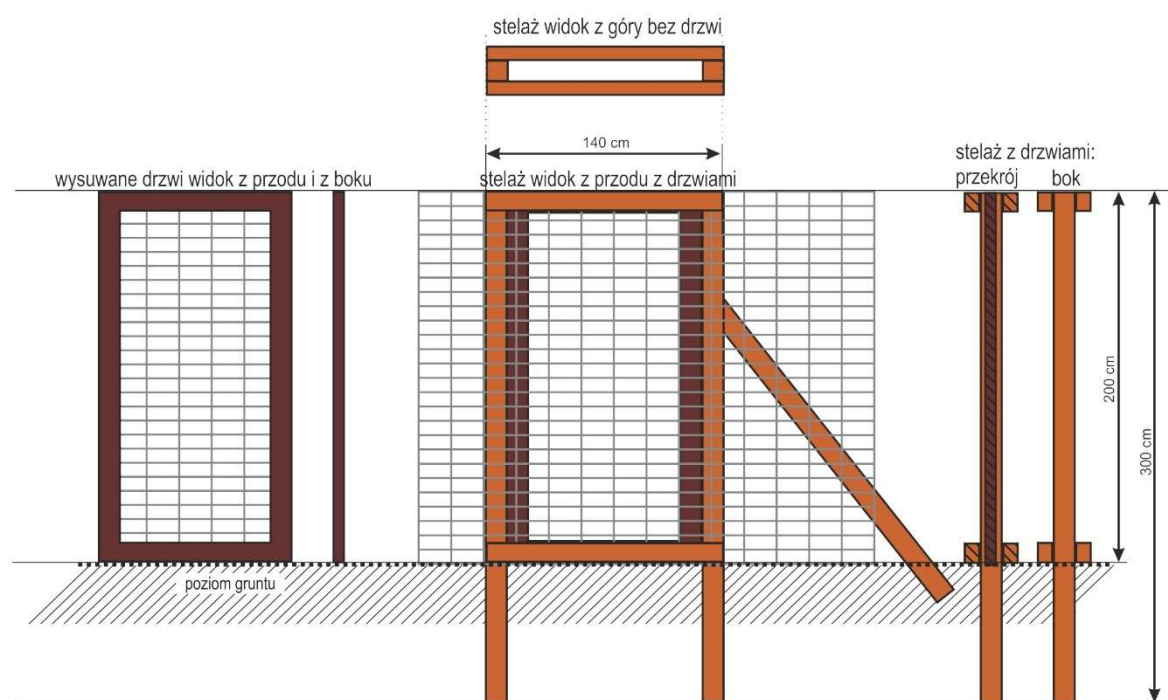 stelaż widok z góry bez drzwi
140 cm
wysuwane drzwi widok z przodu i z boku
stelaż widok z przodu z drzwiami
stelaż z drzwiami:
przekrój
bok
200 cm
300 cm
poziom gruntu